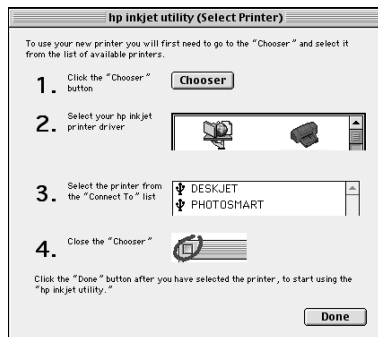 hp inkjet utility (Select Printer)
To use your new printer you will first need to go to the "Chooser" and select it
from the list of available printers.
1. Click the "Chooser"
button
Chooser
2. Select your hp inkjet
printer driver
3. Select the printer from
the "Connect To" list
DESKJET
PHOTOSMART
4. Close the "Chooser"
Click the "Done" button after you have selected the printer, to start using the
"hp inkjet utility."
Done